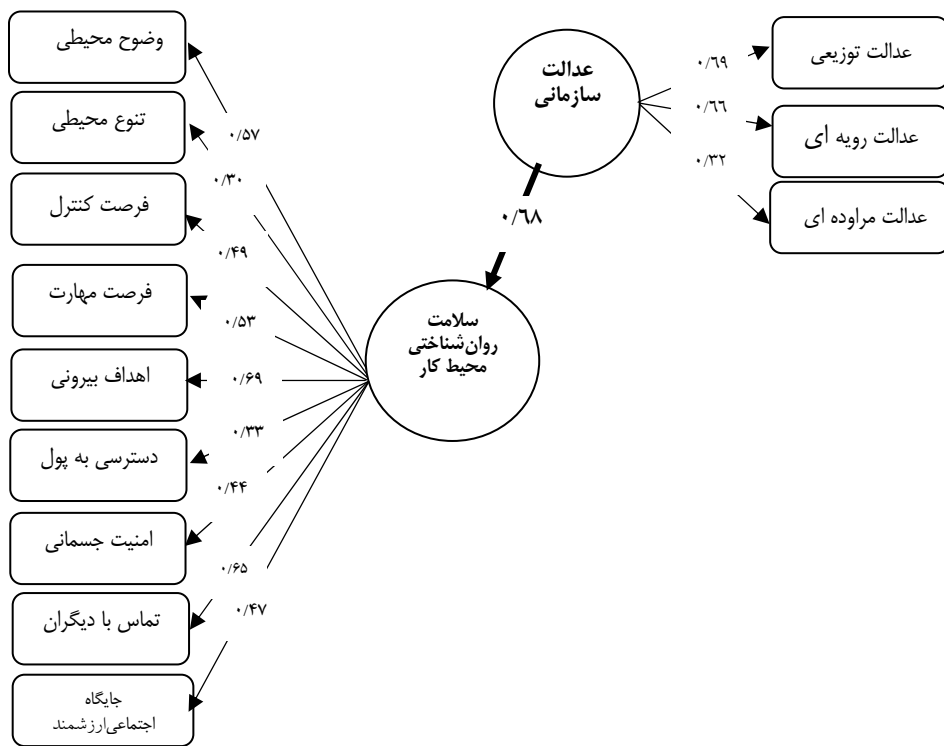 عدالت
سازمانی
عدالت توزیعی
عدالت رویه ای
عدالت مراوده ای
۰/٦٩
۰/٦٦
۰/۳۲
۰/٦٨
سلامت
روان‌شناختی
محیط کار
وضوح محیطی
تنوع محیطی
فرصت کنترل
فرصت مهارت
اهداف بیرونی
دسترسی به پول
امنیت جسمانی
تماس با دیگران
جایگاه
اجتماعی‌ارزشمند
۰/۵۷
۰/۳۰
۰/۴۹
۰/۵۳
۰/۶۹
۰/۳۳
۰/۴۴
۰/۶۵
۰/۴۷